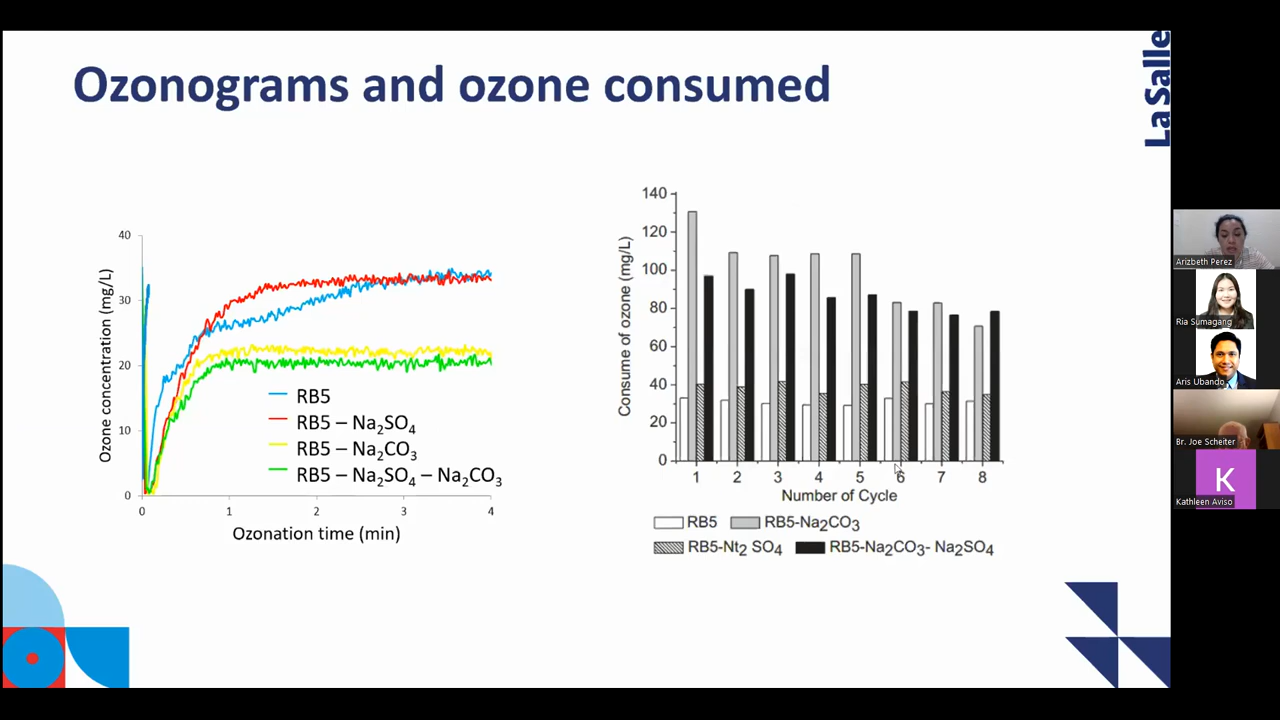 Ozonograms and ozone consumed
La Salle
40
30
20
10
0
Ozone concentration (mg/L)
0 1 2 3 4
Ozonation time (min)
RB5
RB5 – Na₂SO₄
RB5 – Na₂CO₃
RB5 – Na₂SO₄ – Na₂CO₃
140
120
100
80
60
40
20
0
Consume of ozone (mg/L)
1 2 3 4 5 6 7 8
Number of Cycle
RB5 RB5-Na₂CO₃
RB5-Nt₂ SO₄ RB5-Na₂CO₃- Na₂SO₄
Arizbeth Perez
Ria Sumagang
Aris Ubando
Br. Joe Scheiter
K
Kathleen Aviso